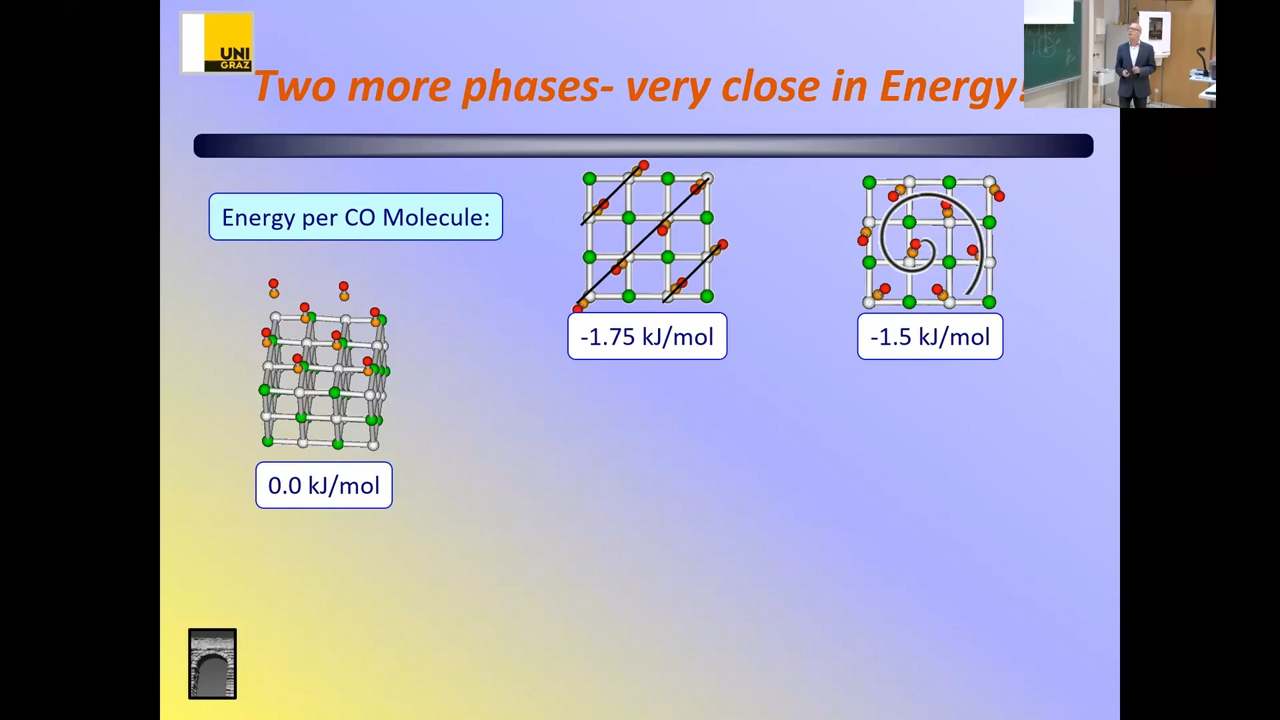 UNI
GRAZ
Two more phases- very close in Energy!
Energy per CO Molecule:
-1.75 kJ/mol
-1.5 kJ/mol
0.0 kJ/mol